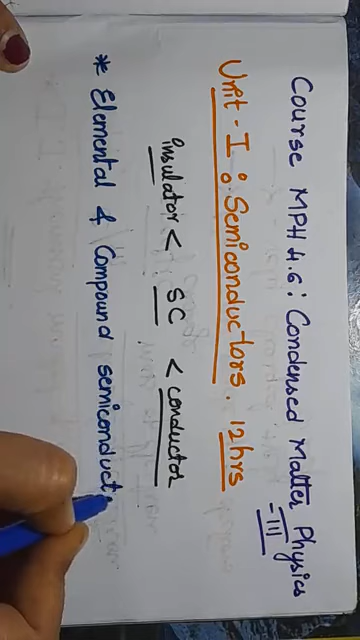 Course MPH 4.6: Condensed Matter Physics
-III
Unit-I: Semiconductors. 12hrs
insulator < SC < conductor
* Elemental & Compound semiconduct